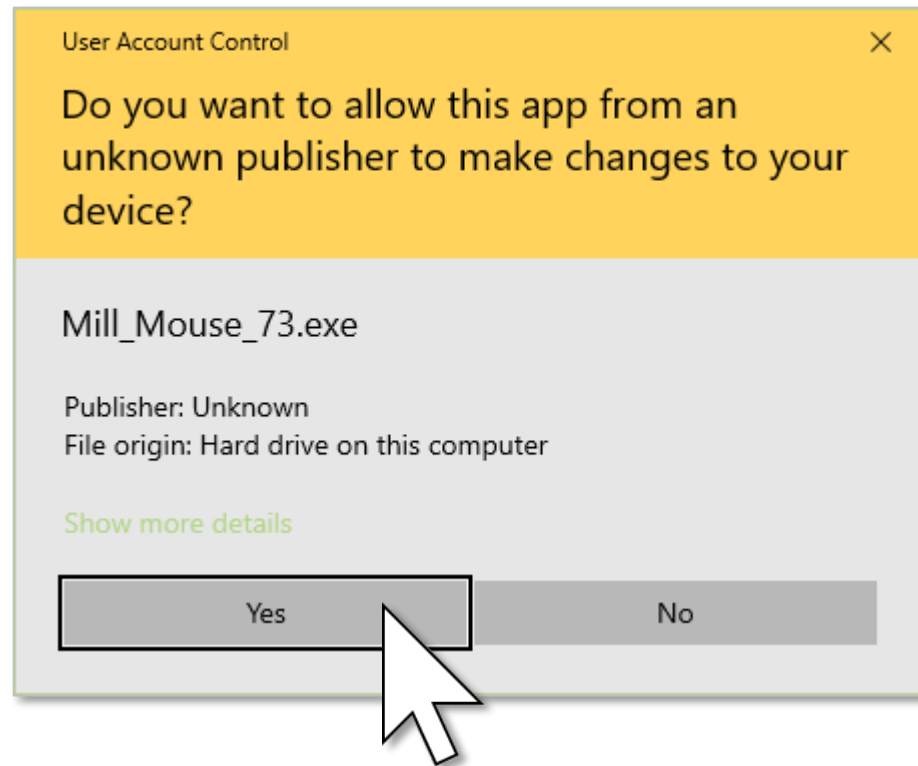 User Account Control
Do you want to allow this app from an
unknown publisher to make changes to your
device?
Mill_Mouse_73.exe
Publisher: Unknown
File origin: Hard drive on this computer
Show more details
Yes
No